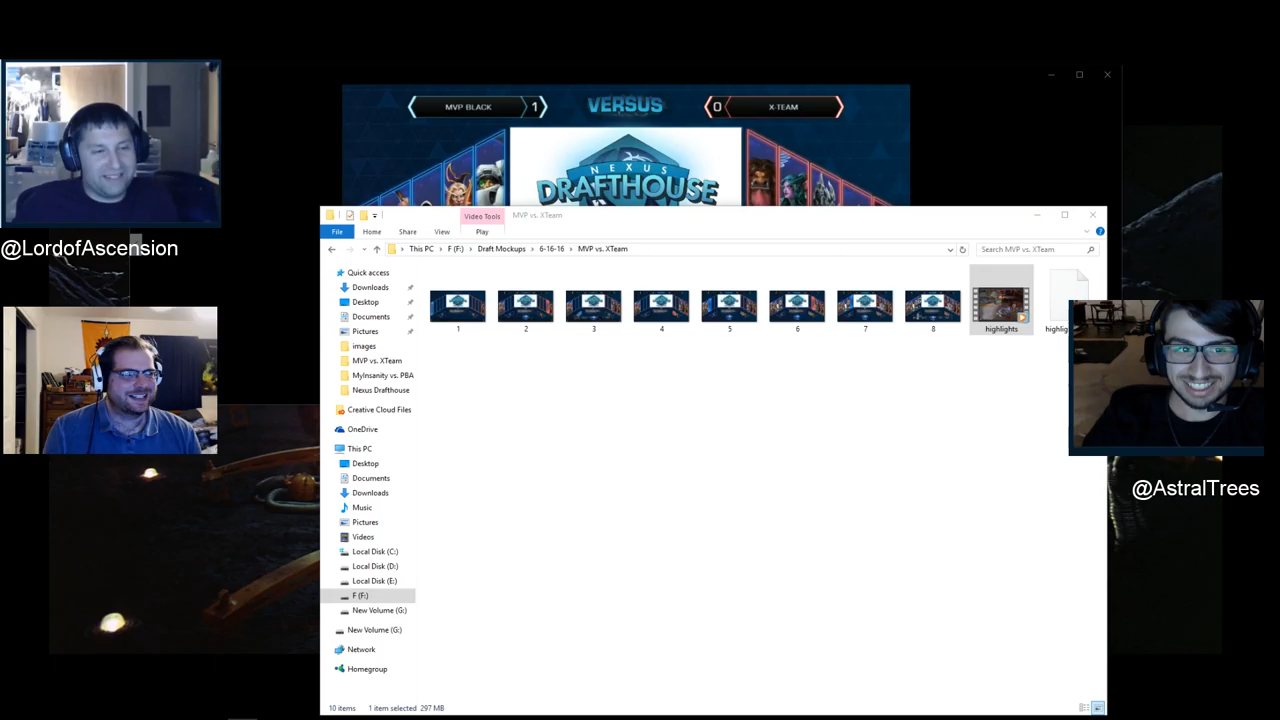 MVP BLACK 1 VERSUS 0 X-TEAM
NEXUS
DRAFTHOUSE
@LordofAscension
Video Tools MVP vs. XTeam
File Home Share View Play
This PC F (F:) Draft Mockups 6-16-16 MVP vs. XTeam Search MVP vs. XTeam
Quick access
Downloads
Desktop
Documents
Pictures
images
MVP vs. XTeam
MyInsanity vs. PBA
Nexus Drafthouse
Creative Cloud Files
OneDrive
This PC
Desktop
Documents
Downloads
Music
Pictures
Videos
Local Disk (C:)
Local Disk (D:)
Local Disk (E:)
F (F:)
New Volume (G:)
New Volume (G:)
Network
Homegroup
1 2 3 4 5 6 7 8 highlights highlig
@AstralTrees
10 items 1 item selected 297 MB